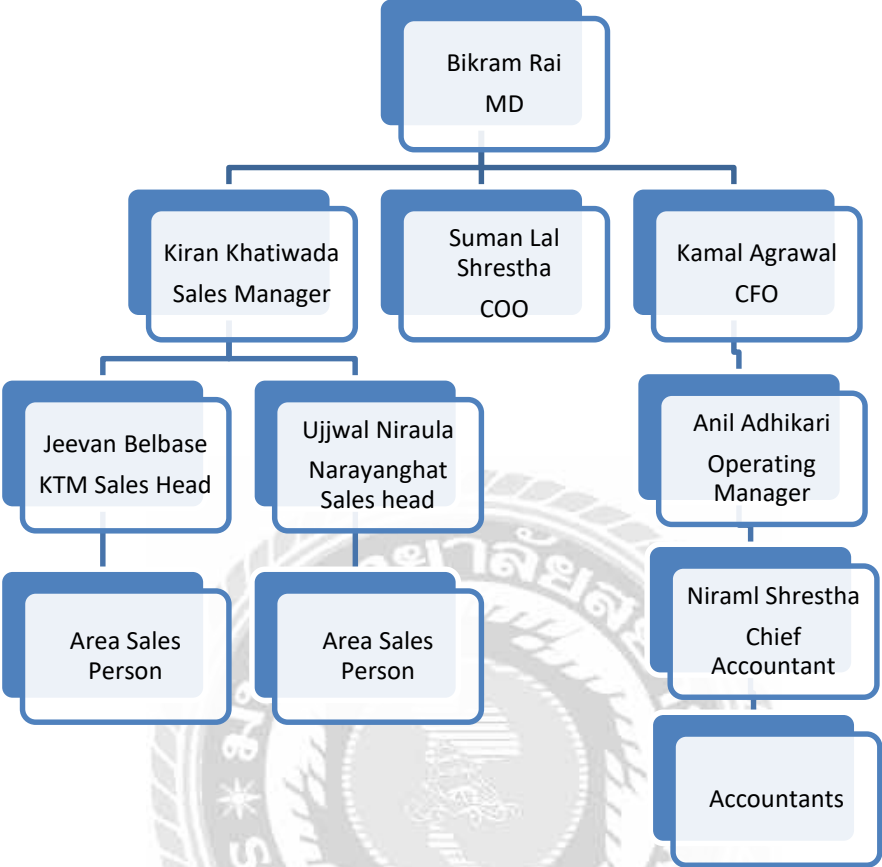 Bikram Rai
MD
Kiran Khatiwada
Sales Manager
Suman Lal
Shrestha
COO
Kamal Agrawal
CFO
Jeevan Belbase
KTM Sales Head
Ujjwal Niraula
Narayanghat
Sales head
Anil Adhikari
Operating
Manager
Area Sales
Person
Area Sales
Person
Niraml Shrestha
Chief
Accountant
Accountants